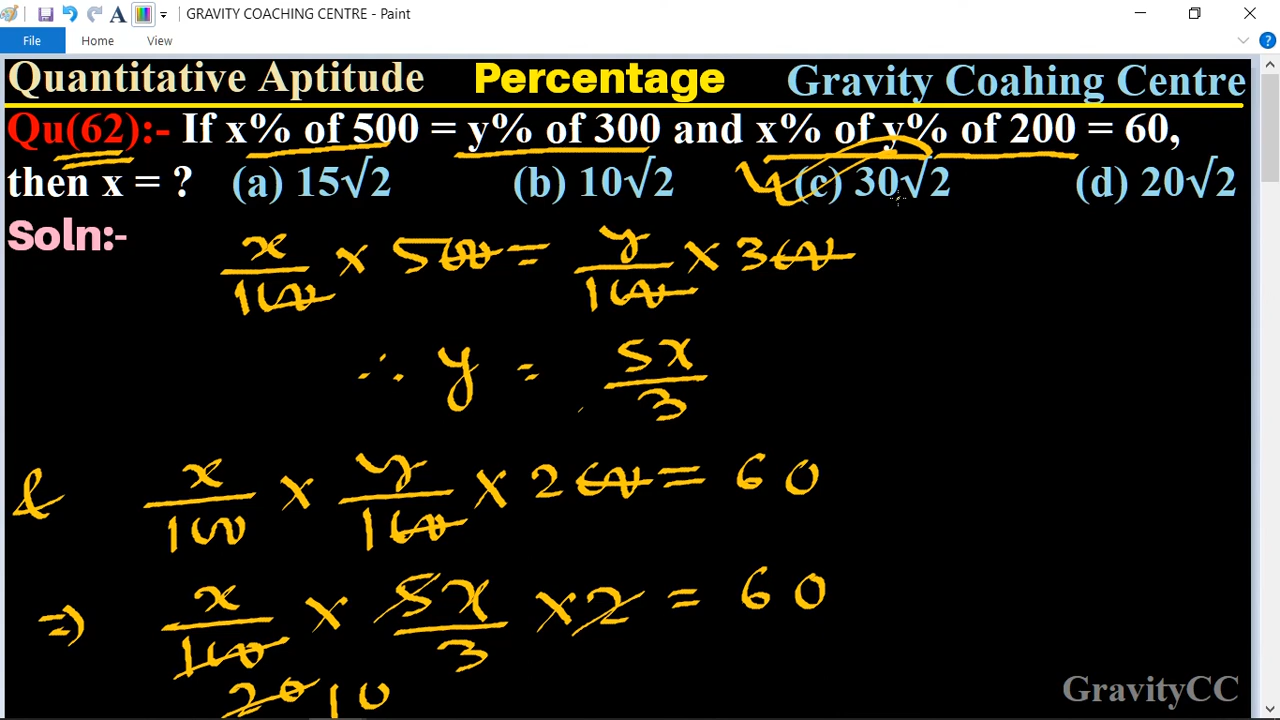 GRAVITY COACHING CENTRE - Paint
File Home View
Quantitative Aptitude Percentage Gravity Coahing Centre
Qu(62):- If x% of 500 = y% of 300 and x% of y% of 200 = 60,
then x = ? (a) 15√2 (b) 10√2 (c) 30√2 (d) 20√2
Soln:-
x/100 × 500 = y/100 × 300
∴ y = 5x/3
& x/100 × y/100 × 200 = 60
⇒ x/100 × 5x/3 × 2 = 60
20 10
GravityCC